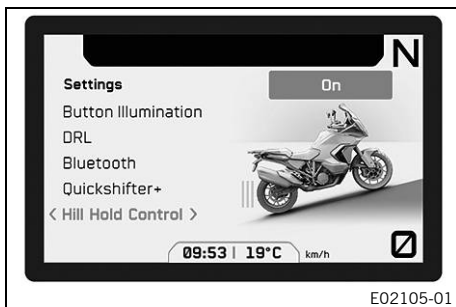 N
Settings
On
Button Illumination
DRL
Bluetooth
Quickshifter+
< Hill Hold Control >
09:53 | 19°C km/h
E02105-01